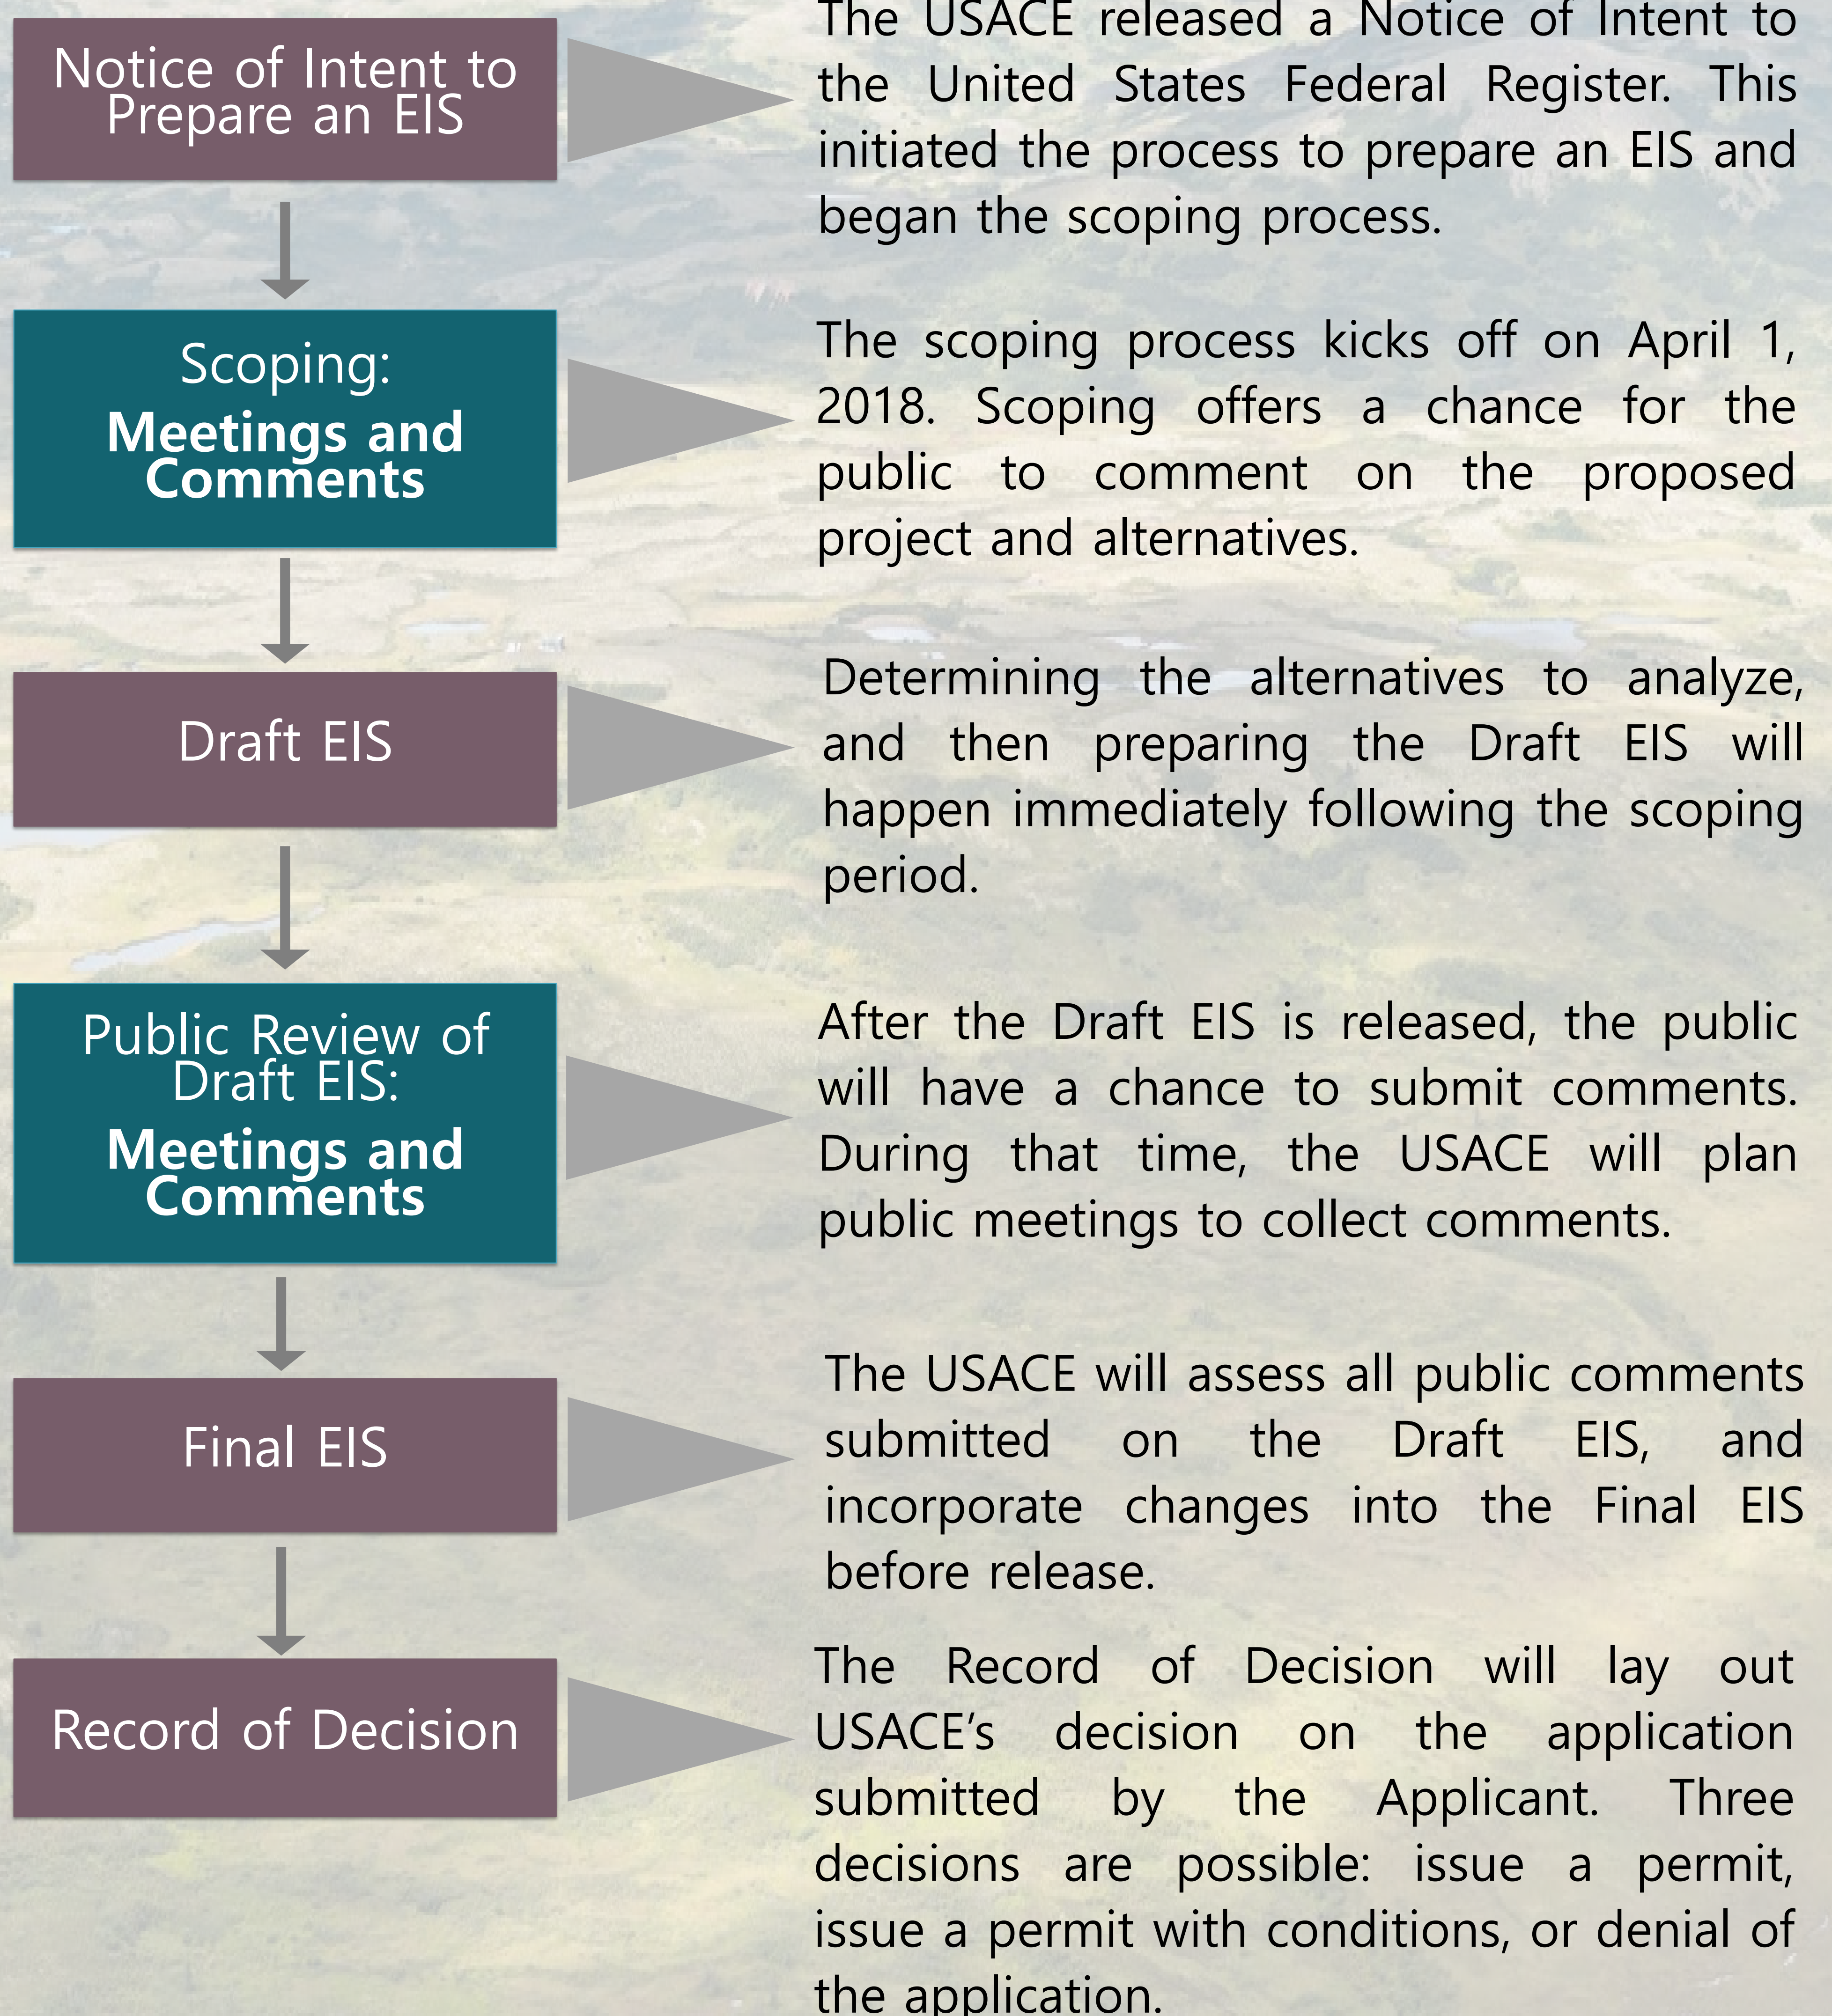 Notice of Intent to
Prepare an EIS
The USACE released a Notice of Intent to
the United States Federal Register. This
initiated the process to prepare an EIS and
began the scoping process.
Scoping:
Meetings and
Comments
The scoping process kicks off on April 1,
2018. Scoping offers a chance for the
public to comment on the proposed
project and alternatives.
Draft EIS
Determining the alternatives to analyze,
and then preparing the Draft EIS will
happen immediately following the scoping
period.
Public Review of
Draft EIS:
Meetings and
Comments
After the Draft EIS is released, the public
will have a chance to submit comments.
During that time, the USACE will plan
public meetings to collect comments.
Final EIS
The USACE will assess all public comments
submitted on the Draft EIS, and
incorporate changes into the Final EIS
before release.
Record of Decision
The Record of Decision will lay out
USACE’s decision on the application
submitted by the Applicant. Three
decisions are possible: issue a permit,
issue a permit with conditions, or denial of
the application.